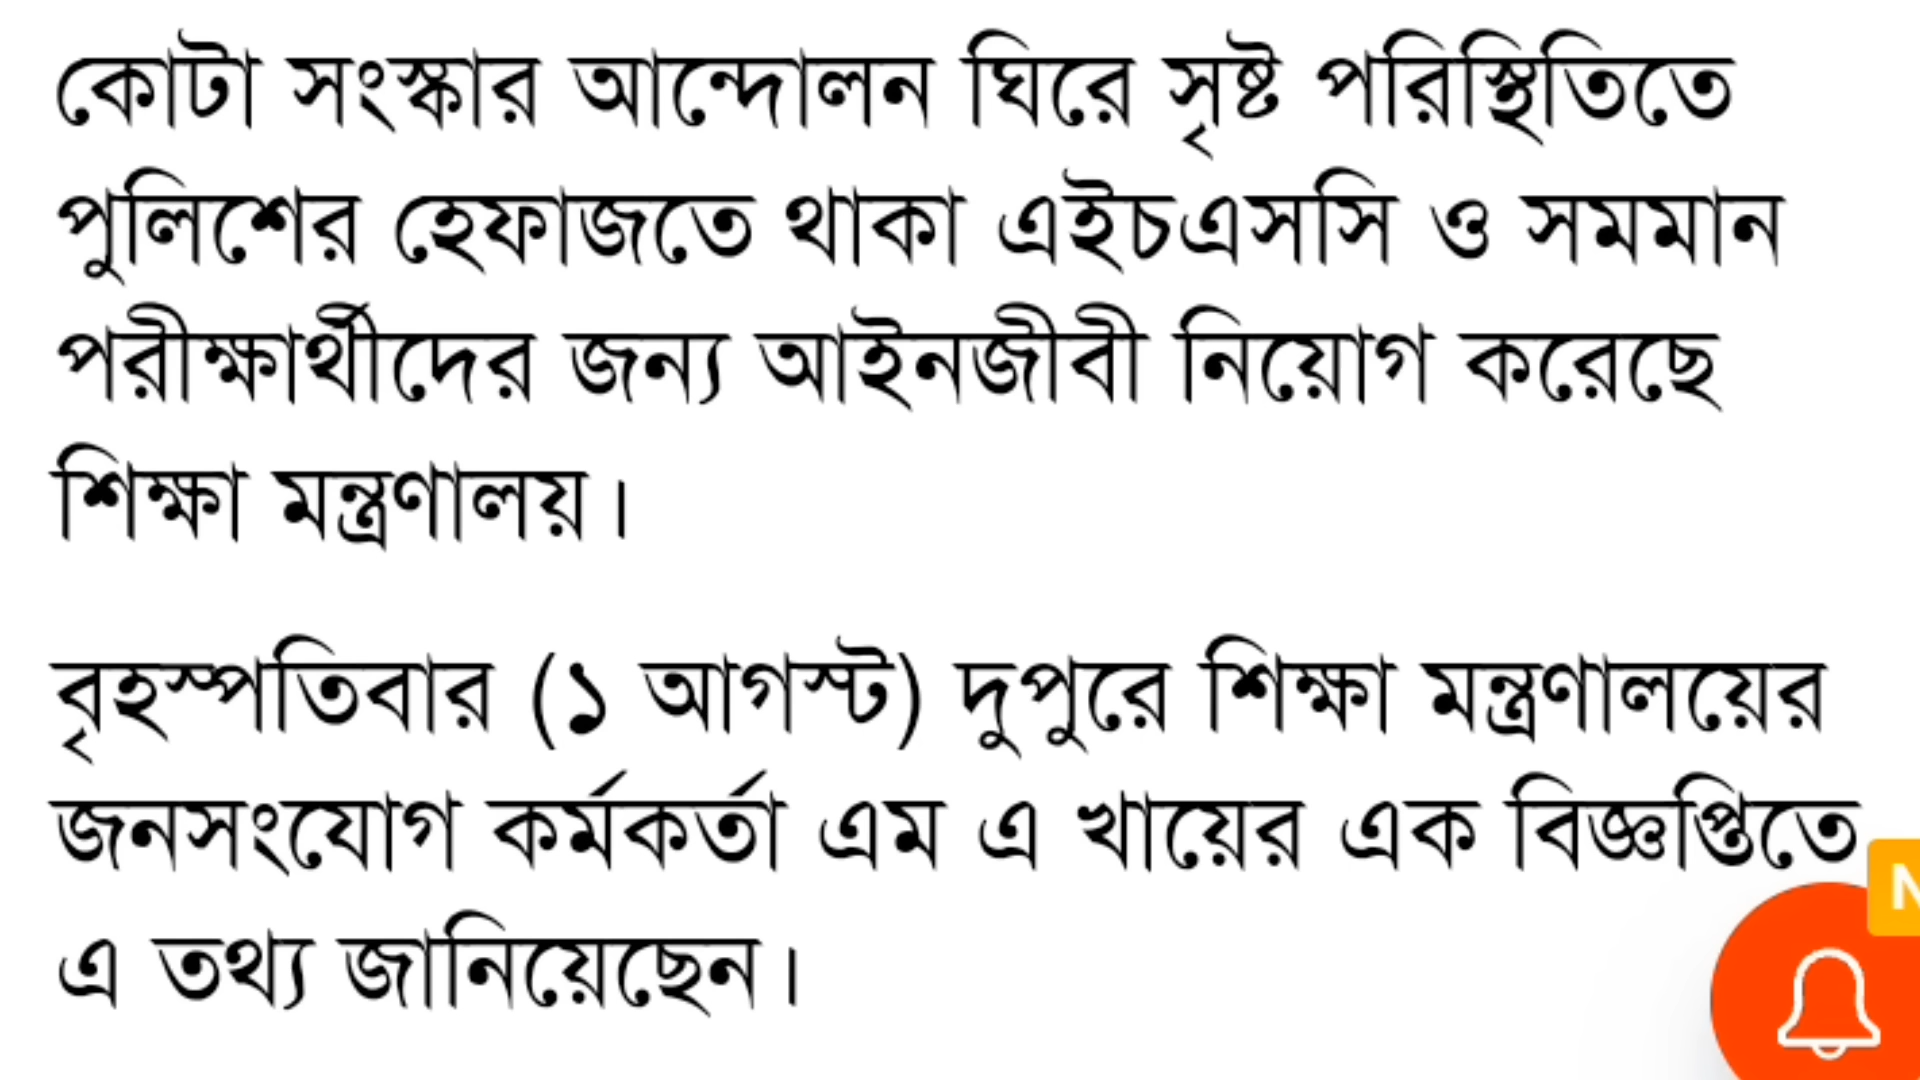 কোটা সংস্কার আন্দোলন ঘিরে সৃষ্ট পরিস্থিতিতে
পুলিশের হেফাজতে থাকা এইচএসসি ও সমমান
পরীক্ষার্থীদের জন্য আইনজীবী নিয়োগ করেছে
শিক্ষা মন্ত্রণালয়।
বৃহস্পতিবার (১ আগস্ট) দুপুরে শিক্ষা মন্ত্রণালয়ের
জনসংযোগ কর্মকর্তা এম এ খায়ের এক বিজ্ঞপ্তিতে
এ তথ্য জানিয়েছেন।